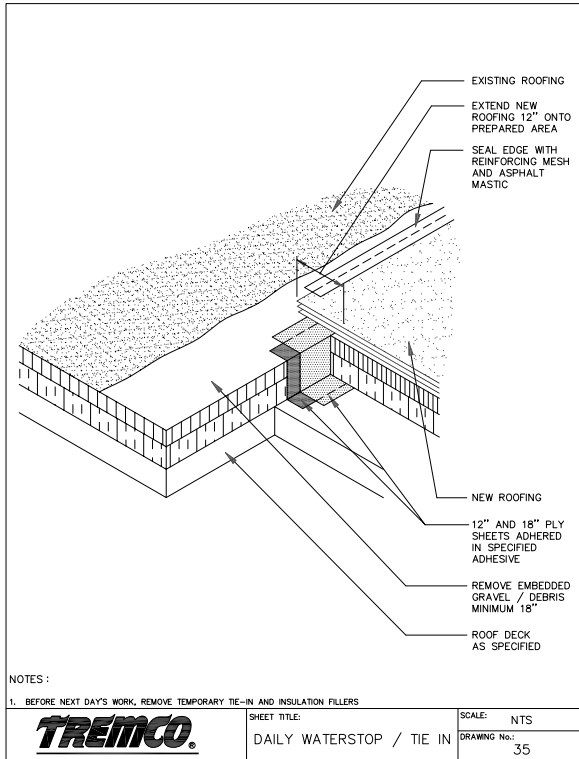 EXISTING ROOFING
EXTEND NEW
ROOFING 12" ONTO
PREPARED AREA
SEAL EDGE WITH
REINFORCING MESH
AND ASPHALT
MASTIC
NEW ROOFING
12" AND 18" PLY
SHEETS ADHERED
IN SPECIFIED
ADHESIVE
REMOVE EMBEDDED
GRAVEL / DEBRIS
MINIMUM 18"
ROOF DECK
AS SPECIFIED
NOTES :
1. BEFORE NEXT DAY'S WORK, REMOVE TEMPORARY TIE-IN AND INSULATION FILLERS
TREMCO®
SHEET TITLE:
DAILY WATERSTOP / TIE IN
SCALE: NTS
DRAWING No.:
35